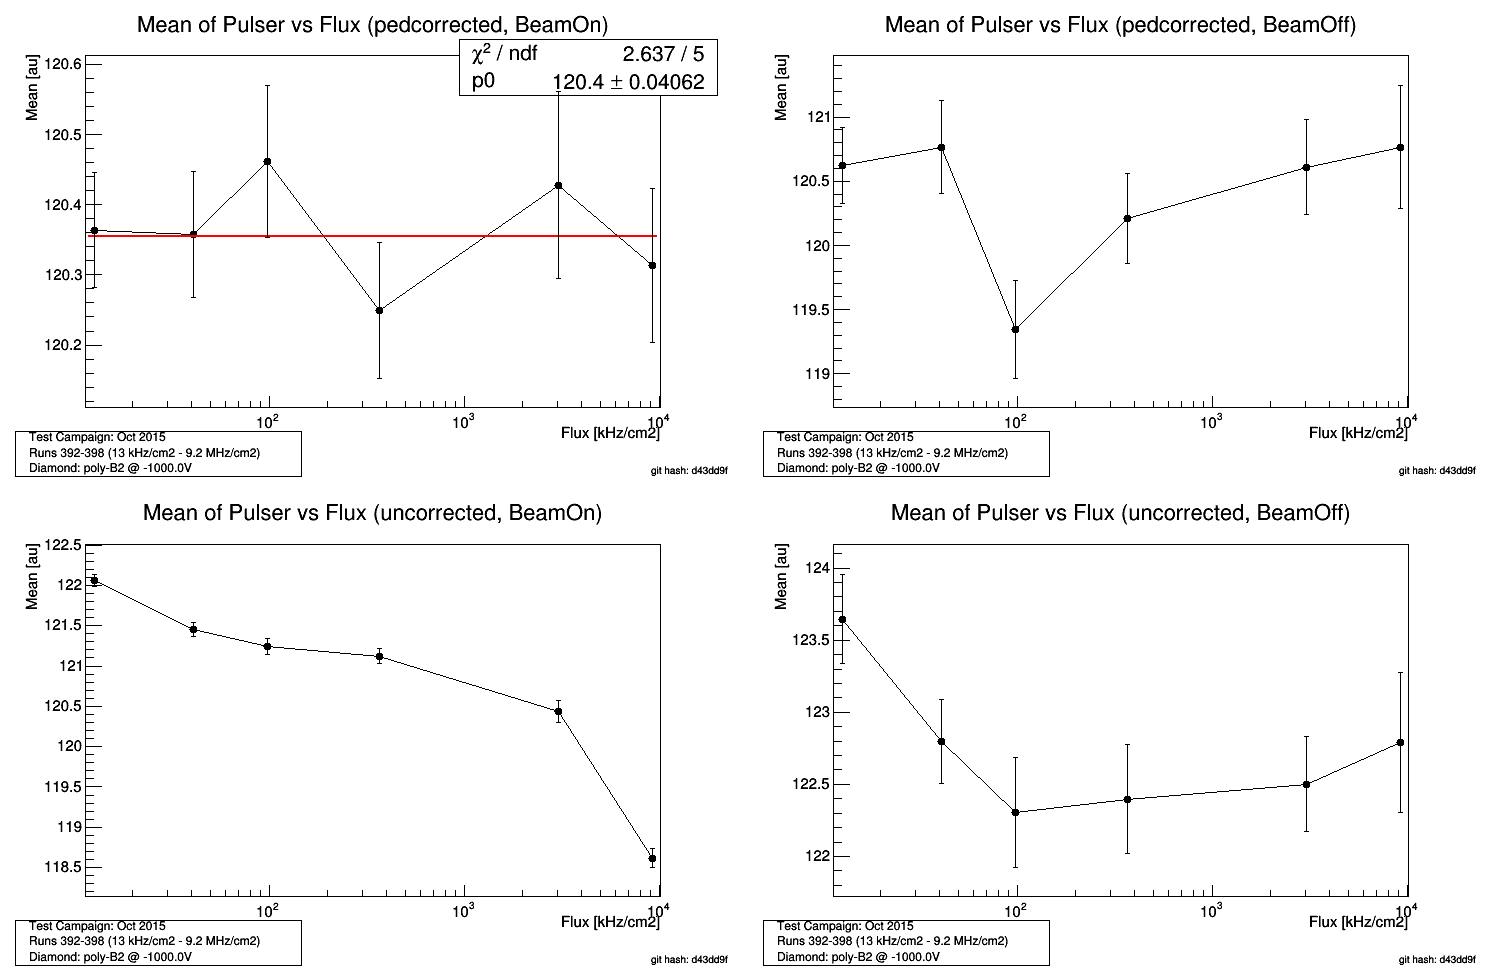 Mean of Pulser vs Flux (pedcorrected, BeamOn)
χ² / ndf 2.637 / 5
p0 120.4 ± 0.04062
Mean [au]
120.6
120.5
120.4
120.3
120.2
10² 10³ 10⁴
Flux [kHz/cm2]
Test Campaign: Oct 2015
Runs 392-398 (13 kHz/cm2 - 9.2 MHz/cm2)
Diamond: poly-B2 @ -1000.0V
git hash: d43dd9f
Mean of Pulser vs Flux (pedcorrected, BeamOff)
Mean [au]
121
120.5
120
119.5
119
10² 10³ 10⁴
Flux [kHz/cm2]
Test Campaign: Oct 2015
Runs 392-398 (13 kHz/cm2 - 9.2 MHz/cm2)
Diamond: poly-B2 @ -1000.0V
git hash: d43dd9f
Mean of Pulser vs Flux (uncorrected, BeamOn)
Mean [au]
122.5
122
121.5
121
120.5
120
119.5
119
118.5
10² 10³ 10⁴
Flux [kHz/cm2]
Test Campaign: Oct 2015
Runs 392-398 (13 kHz/cm2 - 9.2 MHz/cm2)
Diamond: poly-B2 @ -1000.0V
git hash: d43dd9f
Mean of Pulser vs Flux (uncorrected, BeamOff)
Mean [au]
124
123.5
123
122.5
122
10² 10³ 10⁴
Flux [kHz/cm2]
Test Campaign: Oct 2015
Runs 392-398 (13 kHz/cm2 - 9.2 MHz/cm2)
Diamond: poly-B2 @ -1000.0V
git hash: d43dd9f